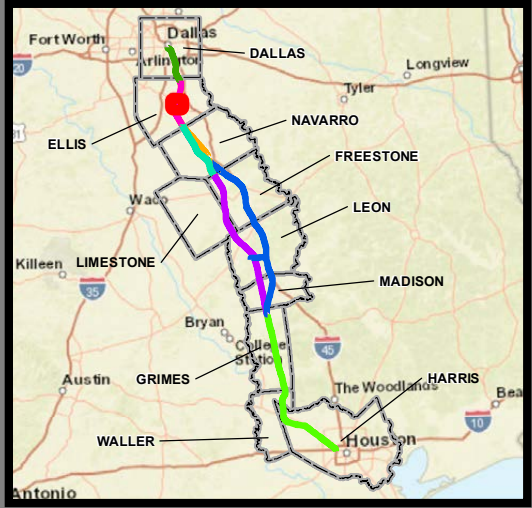 Fort Worth
Dallas
DALLAS
Arlington
Longview
20
Tyler
NAVARRO
ELLIS
FREESTONE
Waco
LEON
LIMESTONE
Killeen
35
MADISON
Bryan
College
Station
45
GRIMES
Austin
The Woodlands
HARRIS
Bea
10
WALLER
Houston
Antonio